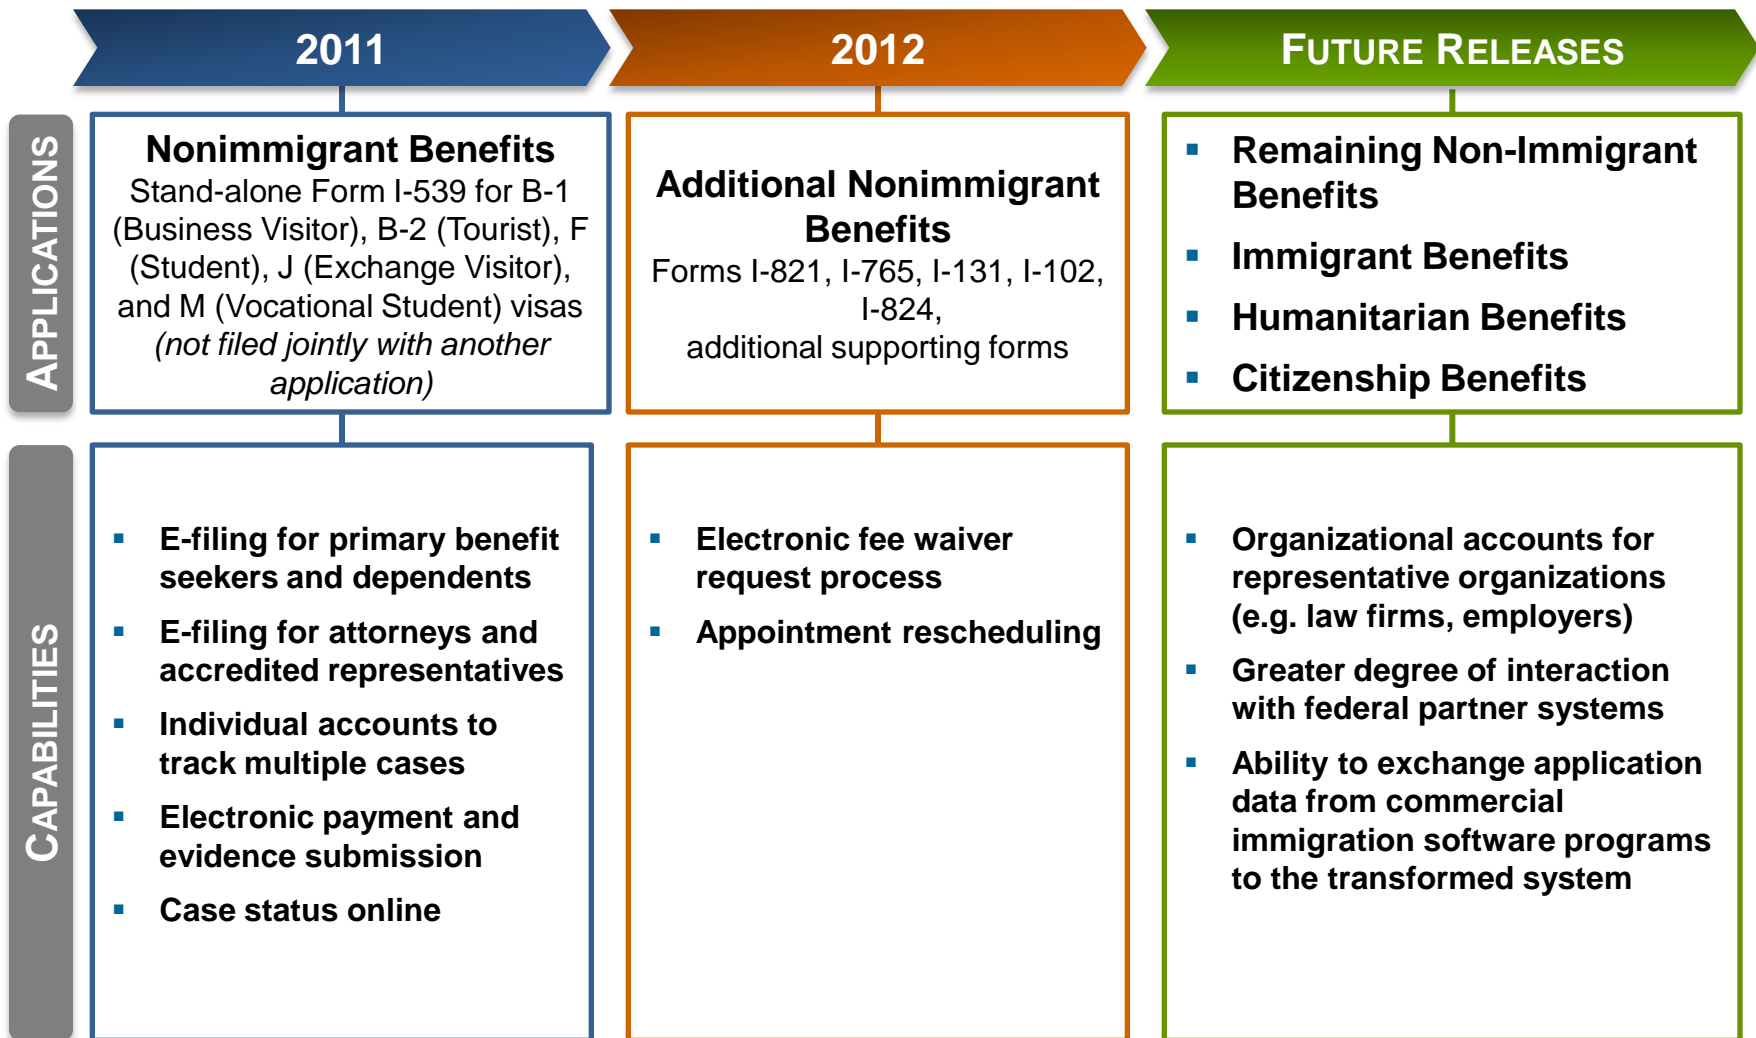 2011
2012
FUTURE RELEASES
APPLICATIONS
Nonimmigrant Benefits
Stand-alone Form I-539 for B-1
(Business Visitor), B-2 (Tourist), F
(Student), J (Exchange Visitor),
and M (Vocational Student) visas
(not filed jointly with another
application)
Additional Nonimmigrant
Benefits
Forms I-821, I-765, I-131, I-102,
I-824,
additional supporting forms
▪ Remaining Non-Immigrant
Benefits
▪ Immigrant Benefits
▪ Humanitarian Benefits
▪ Citizenship Benefits
CAPABILITIES
▪ E-filing for primary benefit
seekers and dependents
▪ E-filing for attorneys and
accredited representatives
▪ Individual accounts to
track multiple cases
▪ Electronic payment and
evidence submission
▪ Case status online
▪ Electronic fee waiver
request process
▪ Appointment rescheduling
▪ Organizational accounts for
representative organizations
(e.g. law firms, employers)
▪ Greater degree of interaction
with federal partner systems
▪ Ability to exchange application
data from commercial
immigration software programs
to the transformed system